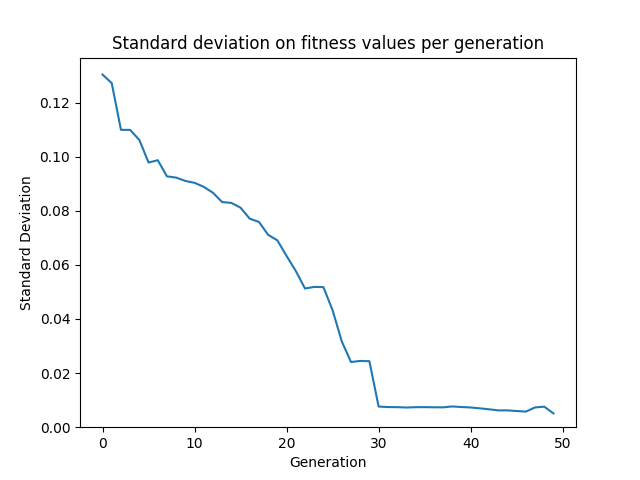 Standard deviation on fitness values per generation
0.12
0.10
0.08
0.06
0.04
0.02
0.00
Standard Deviation
0 10 20 30 40 50
Generation